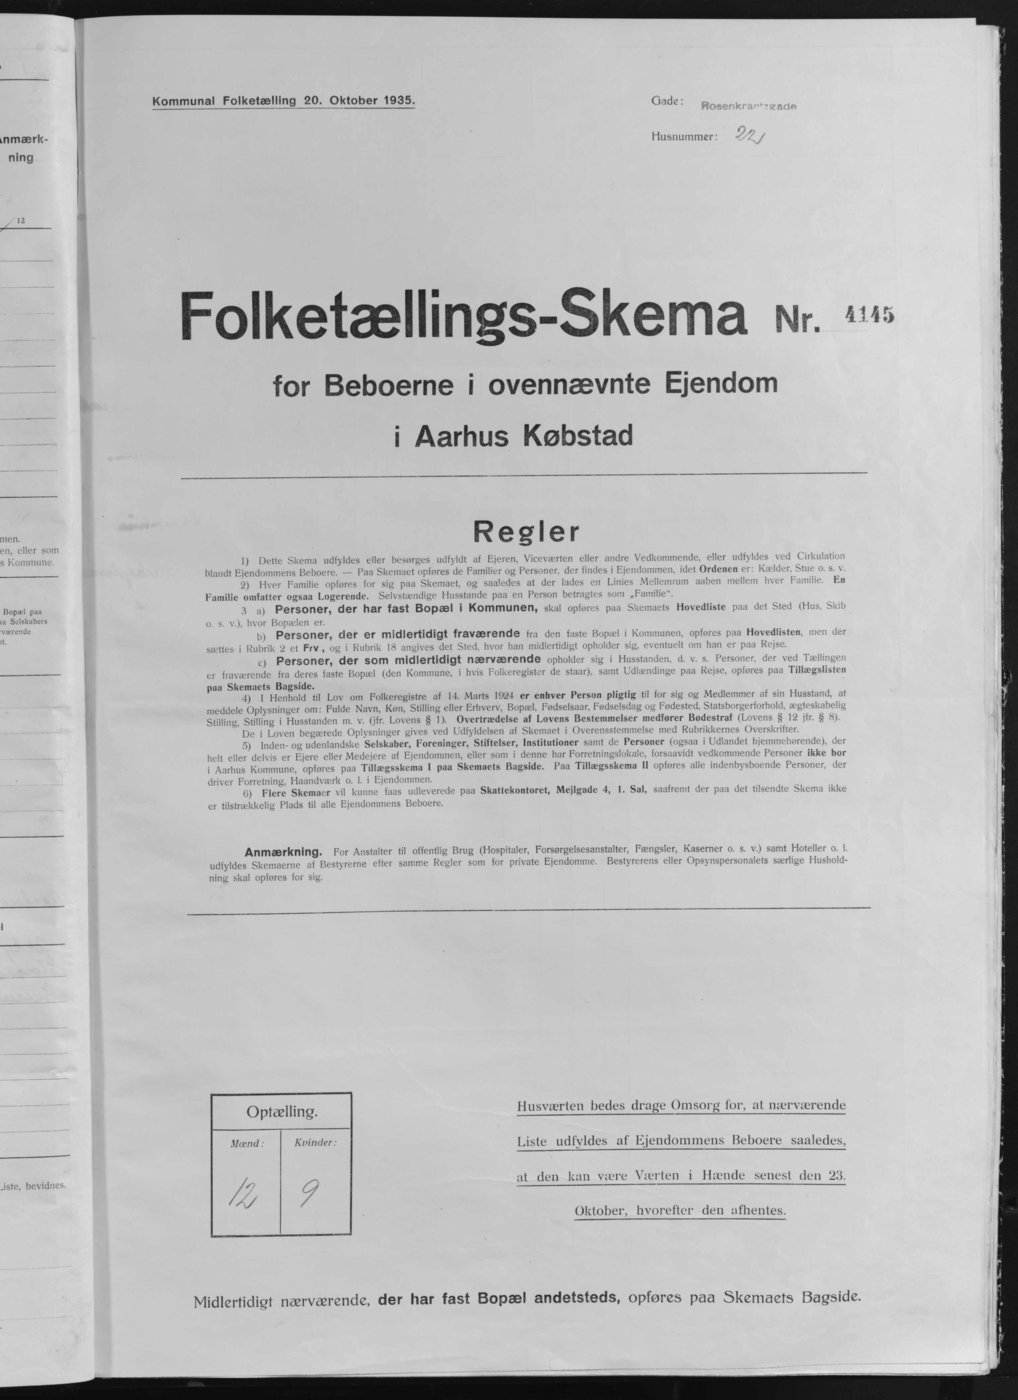 Anmærk-
ning
12
men.
en, eller som
s Kommune.
Bopæl paa
te Selskabers
værende
Liste, bevidnes.
Kommunal Folketælling 20. Oktober 1935.
Gade: Rosenkrantzgade
Husnummer: 22
Folketællings-Skema Nr. 4145
for Beboerne i ovennævnte Ejendom
i Aarhus Købstad
Regler
1) Dette Skema udfyldes eller besørges udfyldt af Ejeren, Viceværten eller andre Vedkommende, eller udfyldes ved Cirkulation
blandt Ejendommens Beboere. — Paa Skemaet opføres de Familier og Personer, der findes i Ejendommen, idet Ordenen er: Kælder, Stue o. s. v.
2) Hver Familie opføres for sig paa Skemaet, og saaledes at der lades en Linies Mellemrum aaben mellem hver Familie. En
Familie omfatter ogsaa Logerende. Selvstændige Husstande paa en Person betragtes som „Familie“.
3 a) Personer, der har fast Bopæl i Kommunen, skal opføres paa Skemaets Hovedliste paa det Sted (Hus, Skib
o. s. v.), hvor Bopælen er.
b) Personer, der er midlertidigt fraværende fra den faste Bopæl i Kommunen, opføres paa Hovedlisten, men der
sættes i Rubrik 2 et Frv, og i Rubrik 18 angives det Sted, hvor han midlertidigt opholder sig, eventuelt om han er paa Rejse.
c) Personer, der som midlertidigt nærværende opholder sig i Husstanden, d. v. s. Personer, der ved Tællingen
er fraværende fra deres faste Bopæl (den Kommune, i hvis Folkeregister de staar), samt Udlændinge paa Rejse, opføres paa Tillægslisten
paa Skemaets Bagside.
4) I Henhold til Lov om Folkeregistre af 14. Marts 1924 er enhver Person pligtig til for sig og Medlemmer af sin Husstand, at
meddele Oplysninger om: Fulde Navn, Køn, Stilling eller Erhverv, Bopæl, Fødselsaar, Fødselsdag og Fødested, Statsborgerforhold, ægteskabelig
Stilling, Stilling i Husstanden m. v. (jfr. Lovens § 1). Overtrædelse af Lovens Bestemmelser medfører Bødestraf (Lovens § 12 jfr. § 8).
De i Loven begærede Oplysninger gives ved Udfyldelsen af Skemaet i Overensstemmelse med Rubrikkernes Overskrifter.
5) Inden- og udenlandske Selskaber, Foreninger, Stiftelser, Institutioner samt de Personer (ogsaa i Udlandet hjemmehørende), der
helt eller delvis er Ejere eller Medejere af Ejendommen, eller som i denne har Forretningslokale, forsaavidt vedkommende Personer ikke bor
i Aarhus Kommune, opføres paa Tillægsskema I paa Skemaets Bagside. Paa Tillægsskema II opføres alle indenbysboende Personer, der
driver Forretning, Haandværk o. l. i Ejendommen.
6) Flere Skemaer vil kunne faas udleverede paa Skattekontoret, Mejlgade 4, 1. Sal, saafremt der paa det tilsendte Skema ikke
er tilstrækkelig Plads til alle Ejendommens Beboere.
Anmærkning. For Anstalter til offentlig Brug (Hospitaler, Forsørgelsesanstalter, Fængsler, Kaserner o. s. v.) samt Hoteller o. l.
udfyldes Skemaerne af Bestyrerne efter samme Regler som for private Ejendomme. Bestyrerens eller Opsynspersonalets særlige Hushold-
ning skal opføres for sig.
Optælling.
Mænd: Kvinder:
12 9
Husværten bedes drage Omsorg for, at nærværende
Liste udfyldes af Ejendommens Beboere saaledes,
at den kan være Værten i Hænde senest den 23.
Oktober, hvorefter den afhentes.
Midlertidigt nærværende, der har fast Bopæl andetsteds, opføres paa Skemaets Bagside.